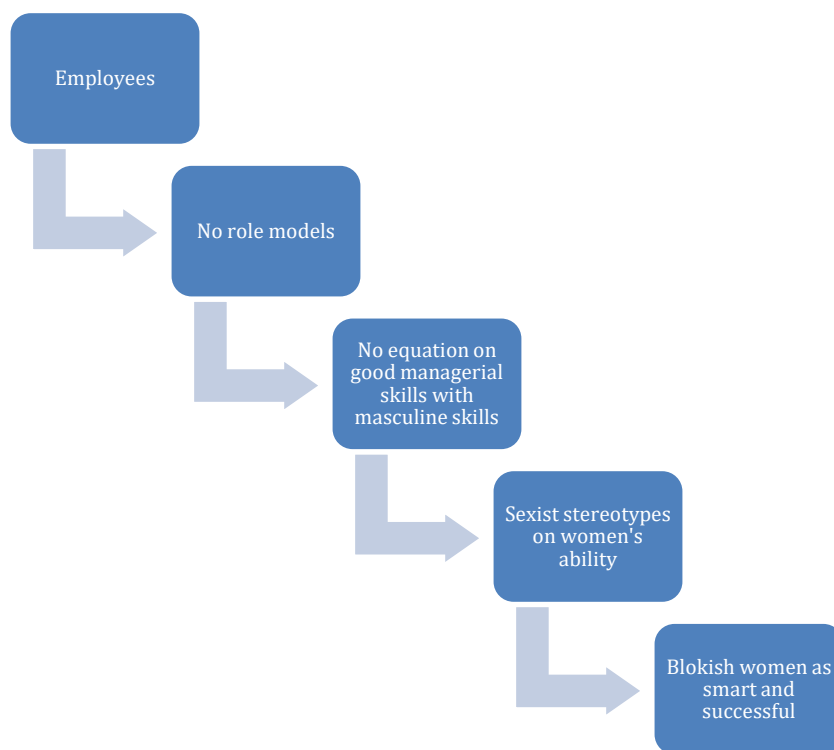 Employees
No role models
No equation on
good managerial
skills with
masculine skills
Sexist stereotypes
on women's
ability
Blokish women as
smart and
successful